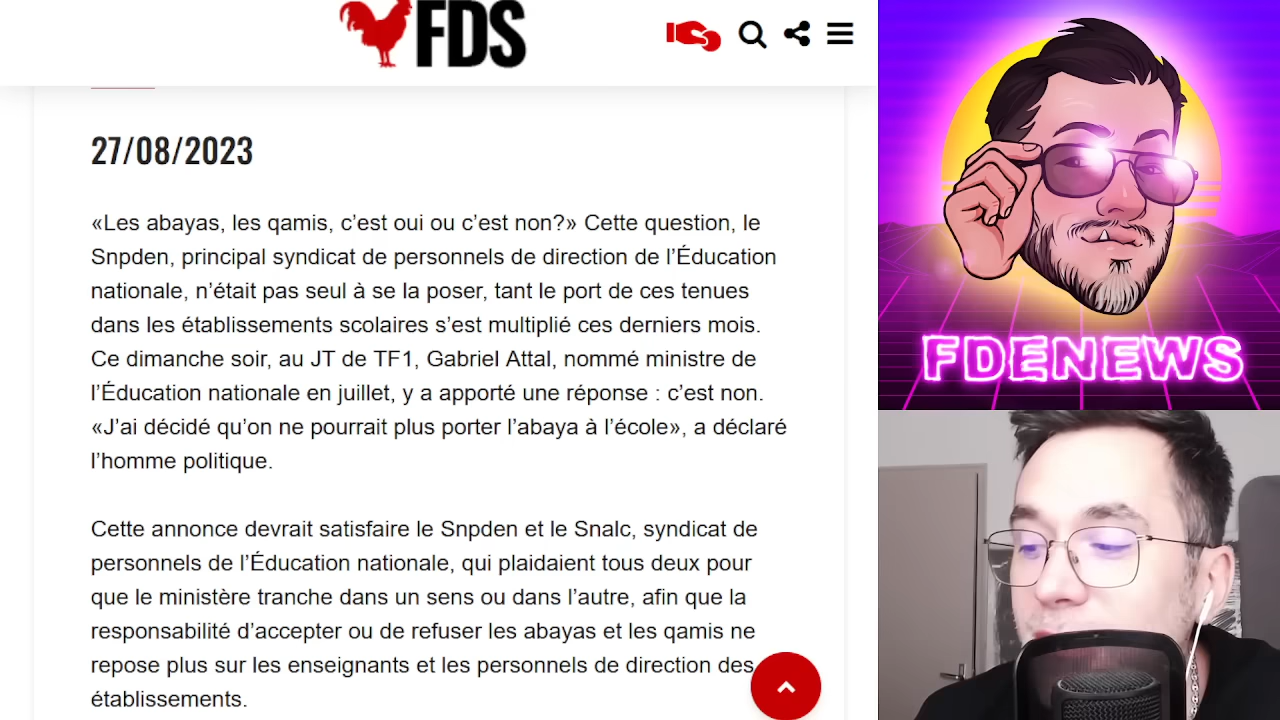 FDS
27/08/2023
«Les abayas, les qamis, c’est oui ou c’est non?» Cette question, le
Snpden, principal syndicat de personnels de direction de l’Éducation
nationale, n’était pas seul à se la poser, tant le port de ces tenues
dans les établissements scolaires s’est multiplié ces derniers mois.
Ce dimanche soir, au JT de TF1, Gabriel Attal, nommé ministre de
l’Éducation nationale en juillet, y a apporté une réponse : c’est non.
«J’ai décidé qu’on ne pourrait plus porter l’abaya à l’école», a déclaré
l’homme politique.
Cette annonce devrait satisfaire le Snpden et le Snalc, syndicat de
personnels de l’Éducation nationale, qui plaidaient tous deux pour
que le ministère tranche dans un sens ou dans l’autre, afin que la
responsabilité d’accepter ou de refuser les abayas et les qamis ne
repose plus sur les enseignants et les personnels de direction des
établissements.
FDENEWS